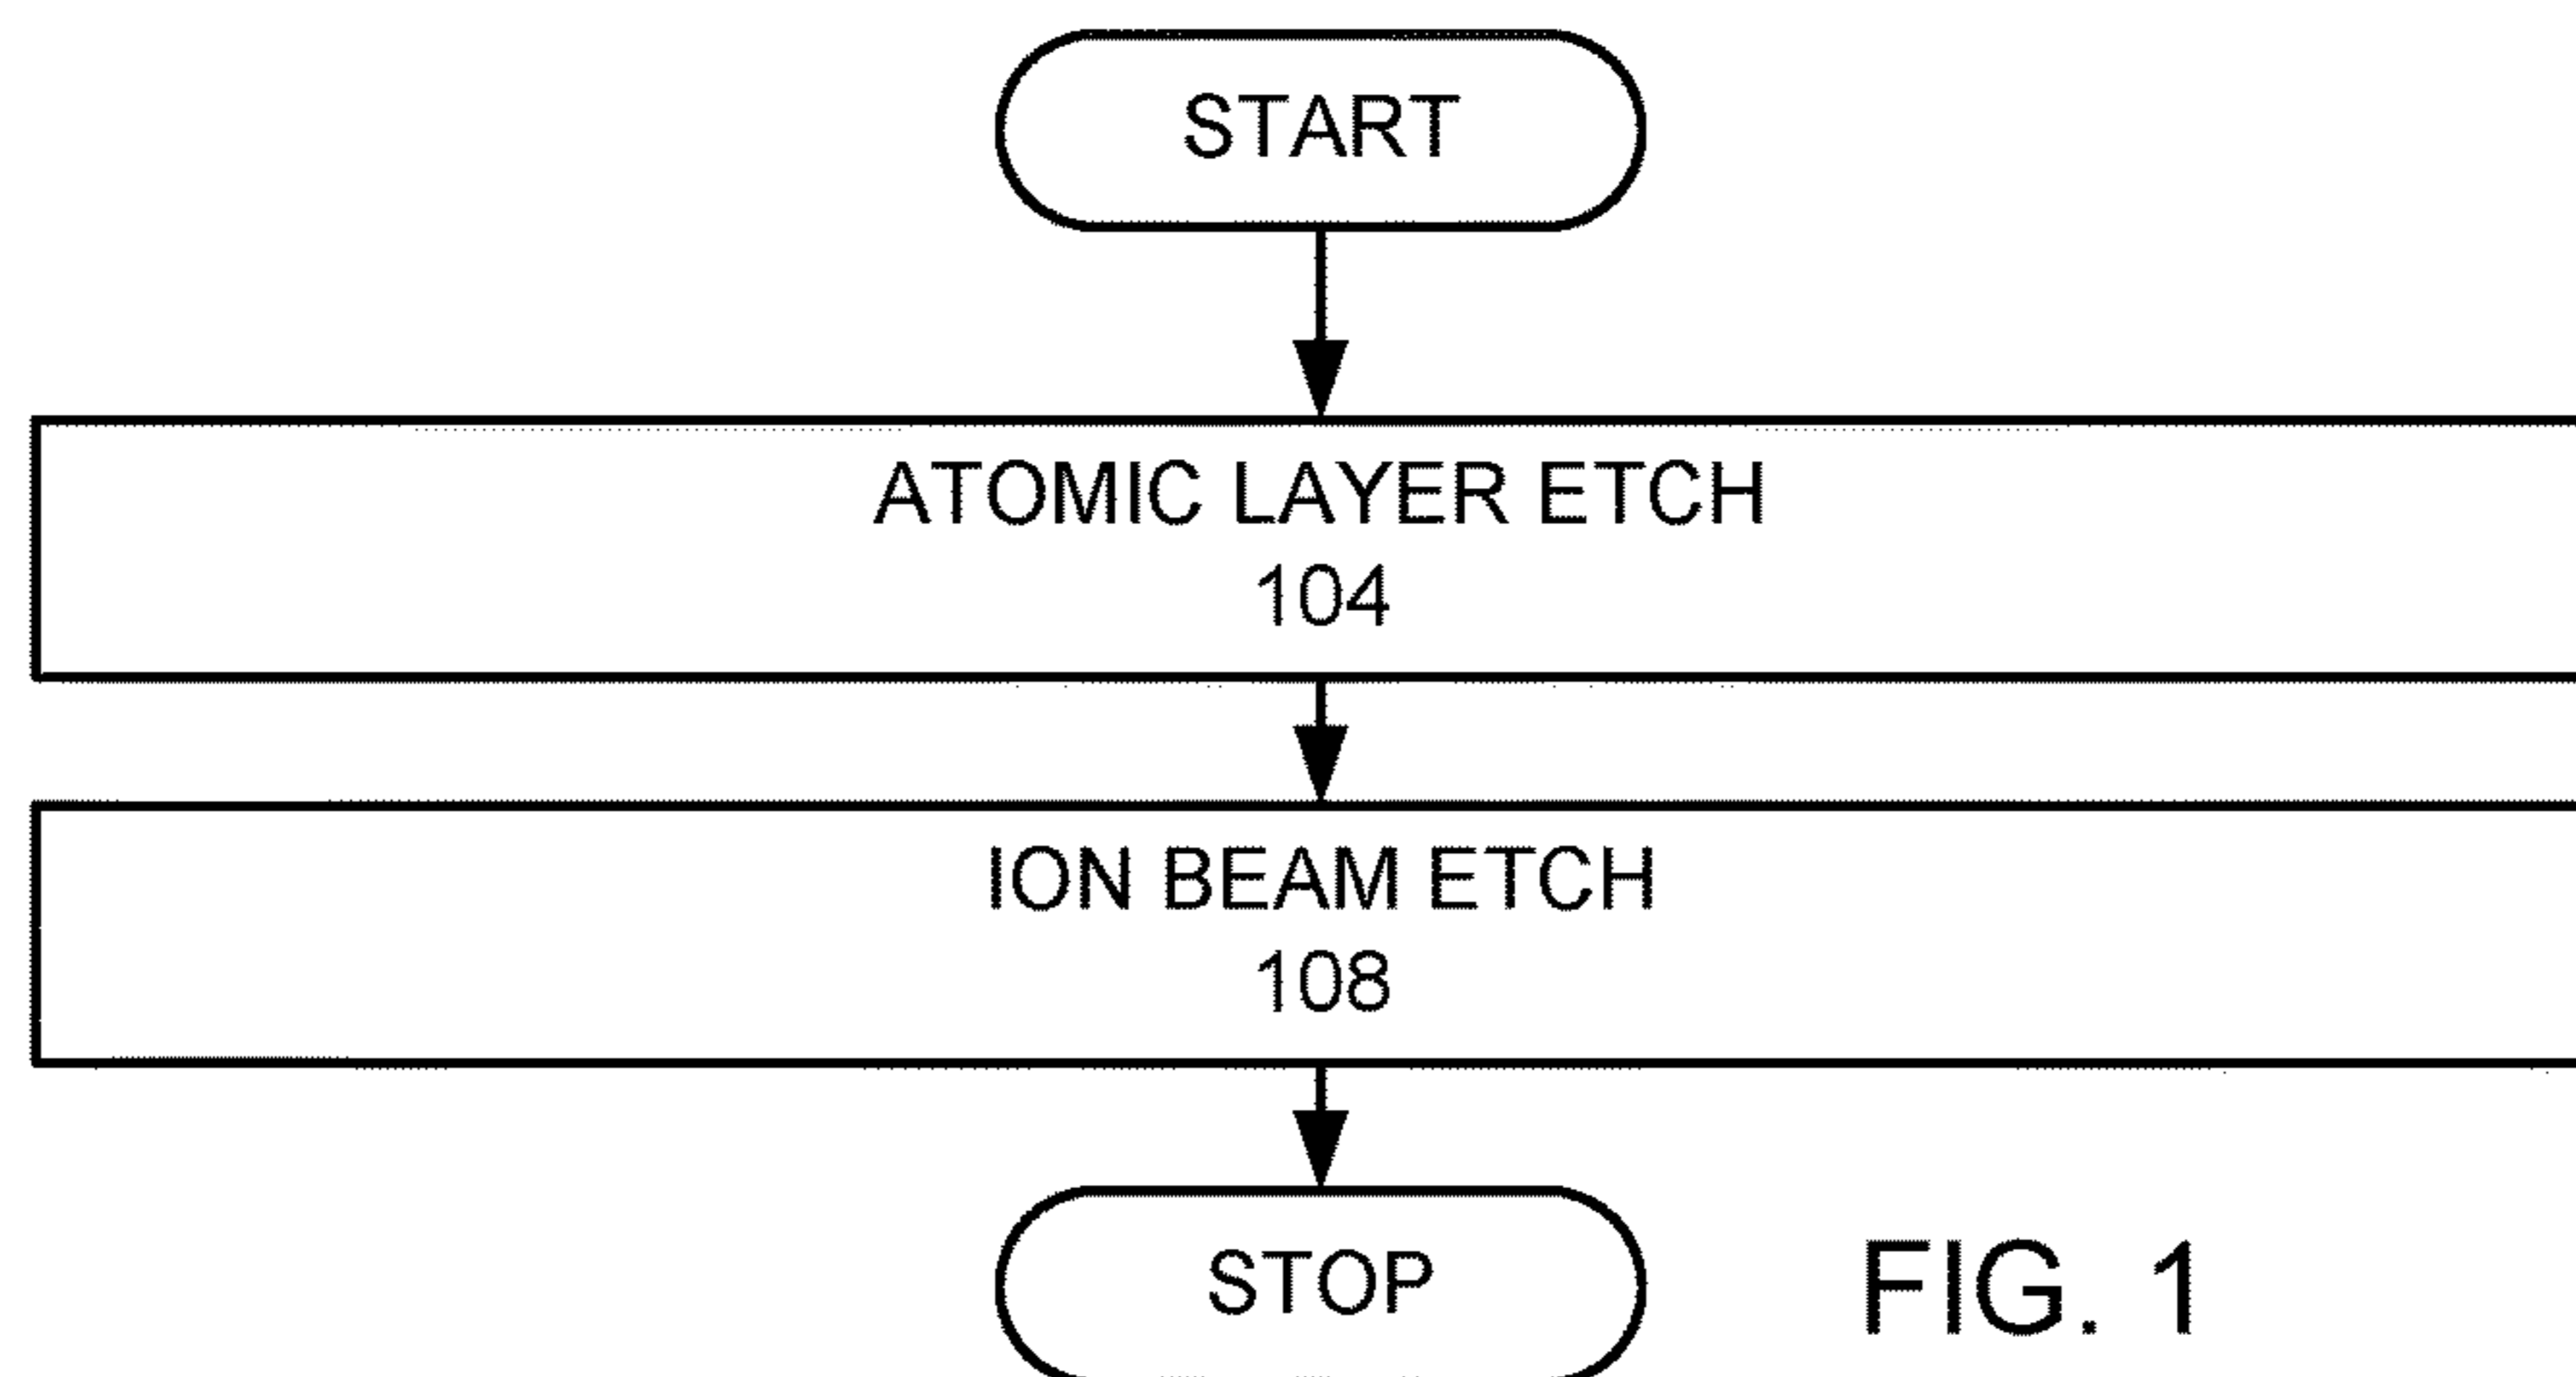 START
ATOMIC LAYER ETCH
104
ION BEAM ETCH
108
STOP
FIG. 1